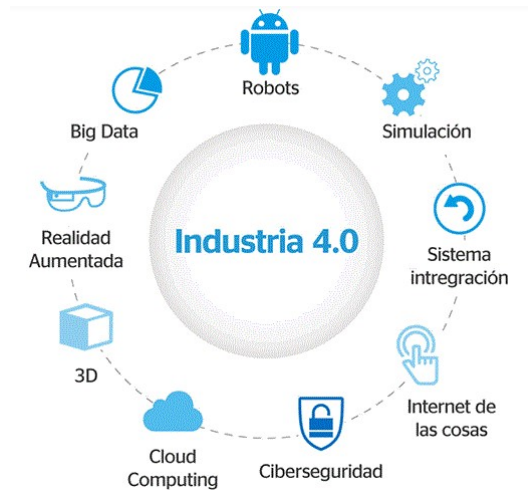 Robots
Big Data
Simulación
Industria 4.0
Realidad
Aumentada
Sistema
intregración
3D
Internet de
las cosas
Cloud
Computing
Ciberseguridad